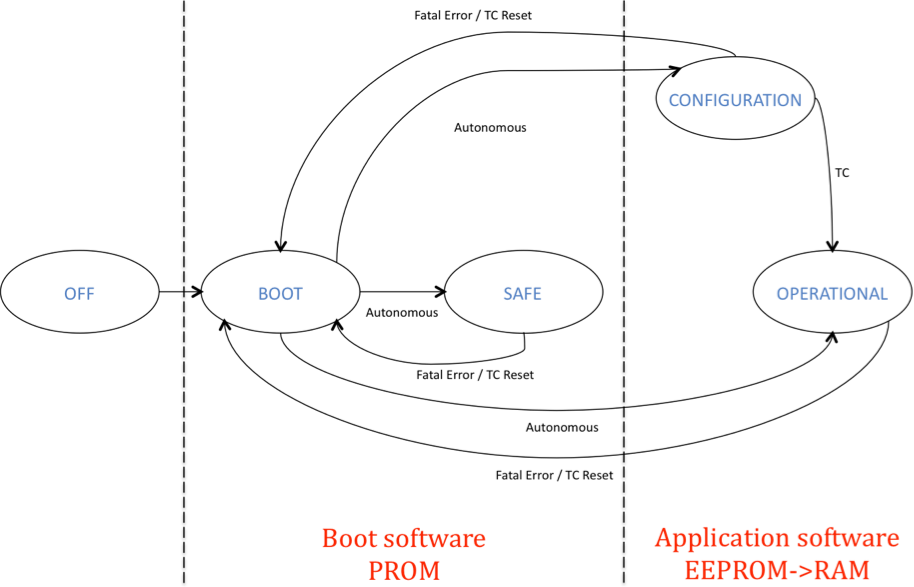 Fatal Error / TC Reset
CONFIGURATION
Autonomous
TC
OFF
BOOT
SAFE
OPERATIONAL
Autonomous
Fatal Error / TC Reset
Autonomous
Fatal Error / TC Reset
Boot software
PROM
Application software
EEPROM->RAM